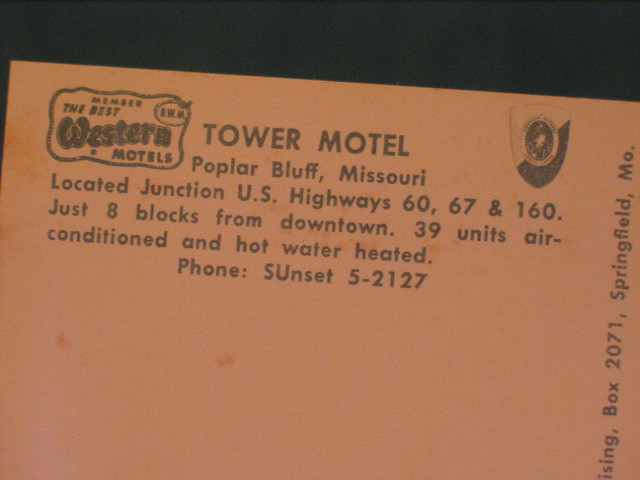 MEMBER
THE BEST
B.W.M.
Western
MOTELS
TOWER MOTEL
Poplar Bluff, Missouri
Located Junction U.S. Highways 60, 67 & 160.
Just 8 blocks from downtown. 39 units air-
conditioned and hot water heated.
Phone: SUnset 5-2127
ising, Box 2071, Springfield, Mo.